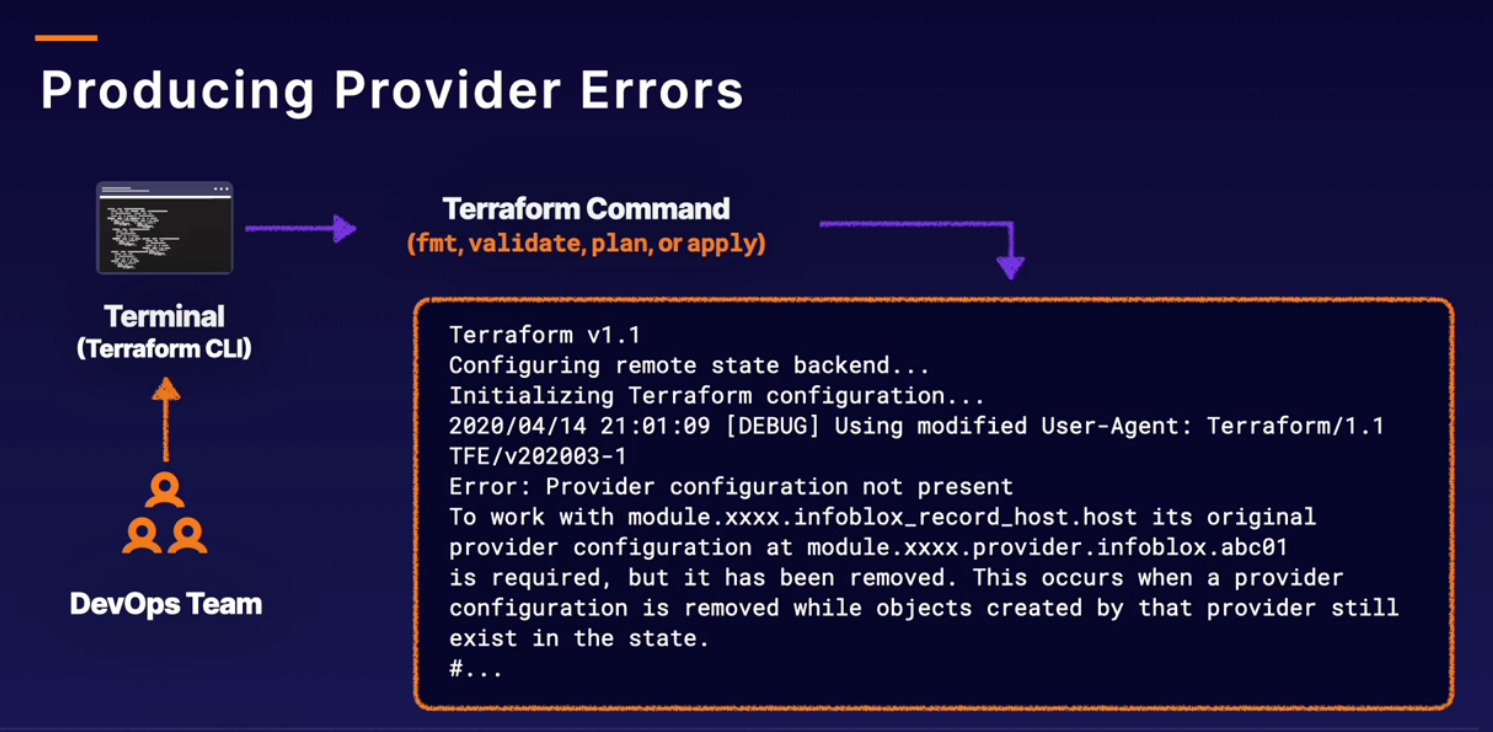 Producing Provider Errors
Terminal
(Terraform CLI)
DevOps Team
Terraform Command
(fmt, validate, plan, or apply)
Terraform v1.1
Configuring remote state backend...
Initializing Terraform configuration...
2020/04/14 21:01:09 [DEBUG] Using modified User-Agent: Terraform/1.1
TFE/v202003-1
Error: Provider configuration not present
To work with module.xxxx.infoblox_record_host.host its original
provider configuration at module.xxxx.provider.infoblox.abc01
is required, but it has been removed. This occurs when a provider
configuration is removed while objects created by that provider still
exist in the state.
#...